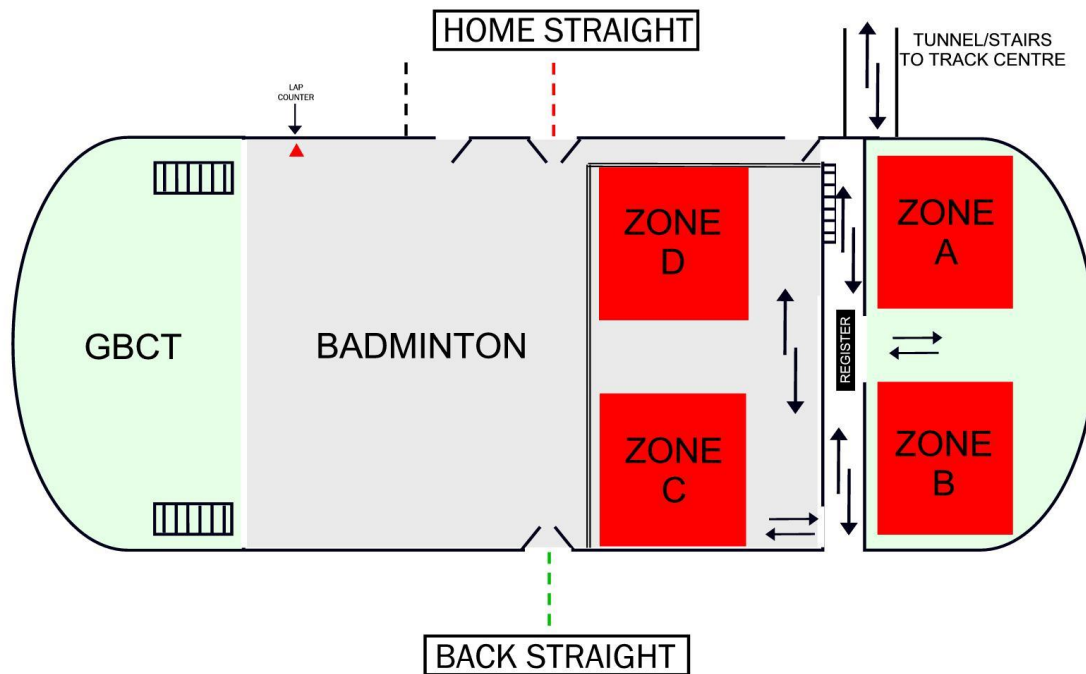 HOME STRAIGHT
TUNNEL/STAIRS
TO TRACK CENTRE
LAP
COUNTER
ZONE
D
ZONE
A
GBCT
BADMINTON
REGISTER
ZONE
C
ZONE
B
BACK STRAIGHT